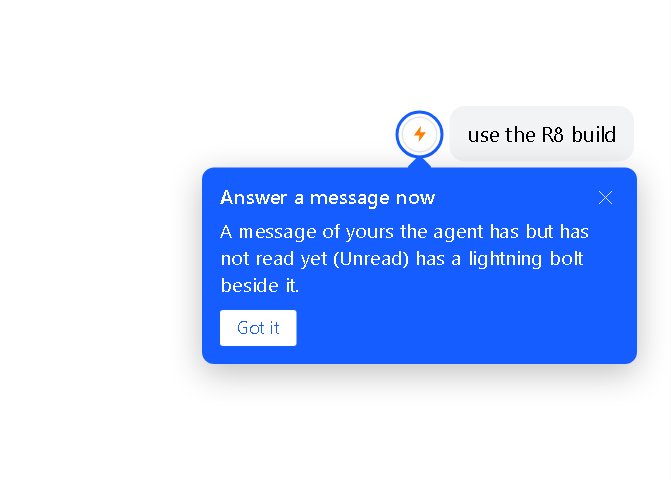 use the R8 build
Answer a message now
A message of yours the agent has but has
not read yet (Unread) has a lightning bolt
beside it.
Got it